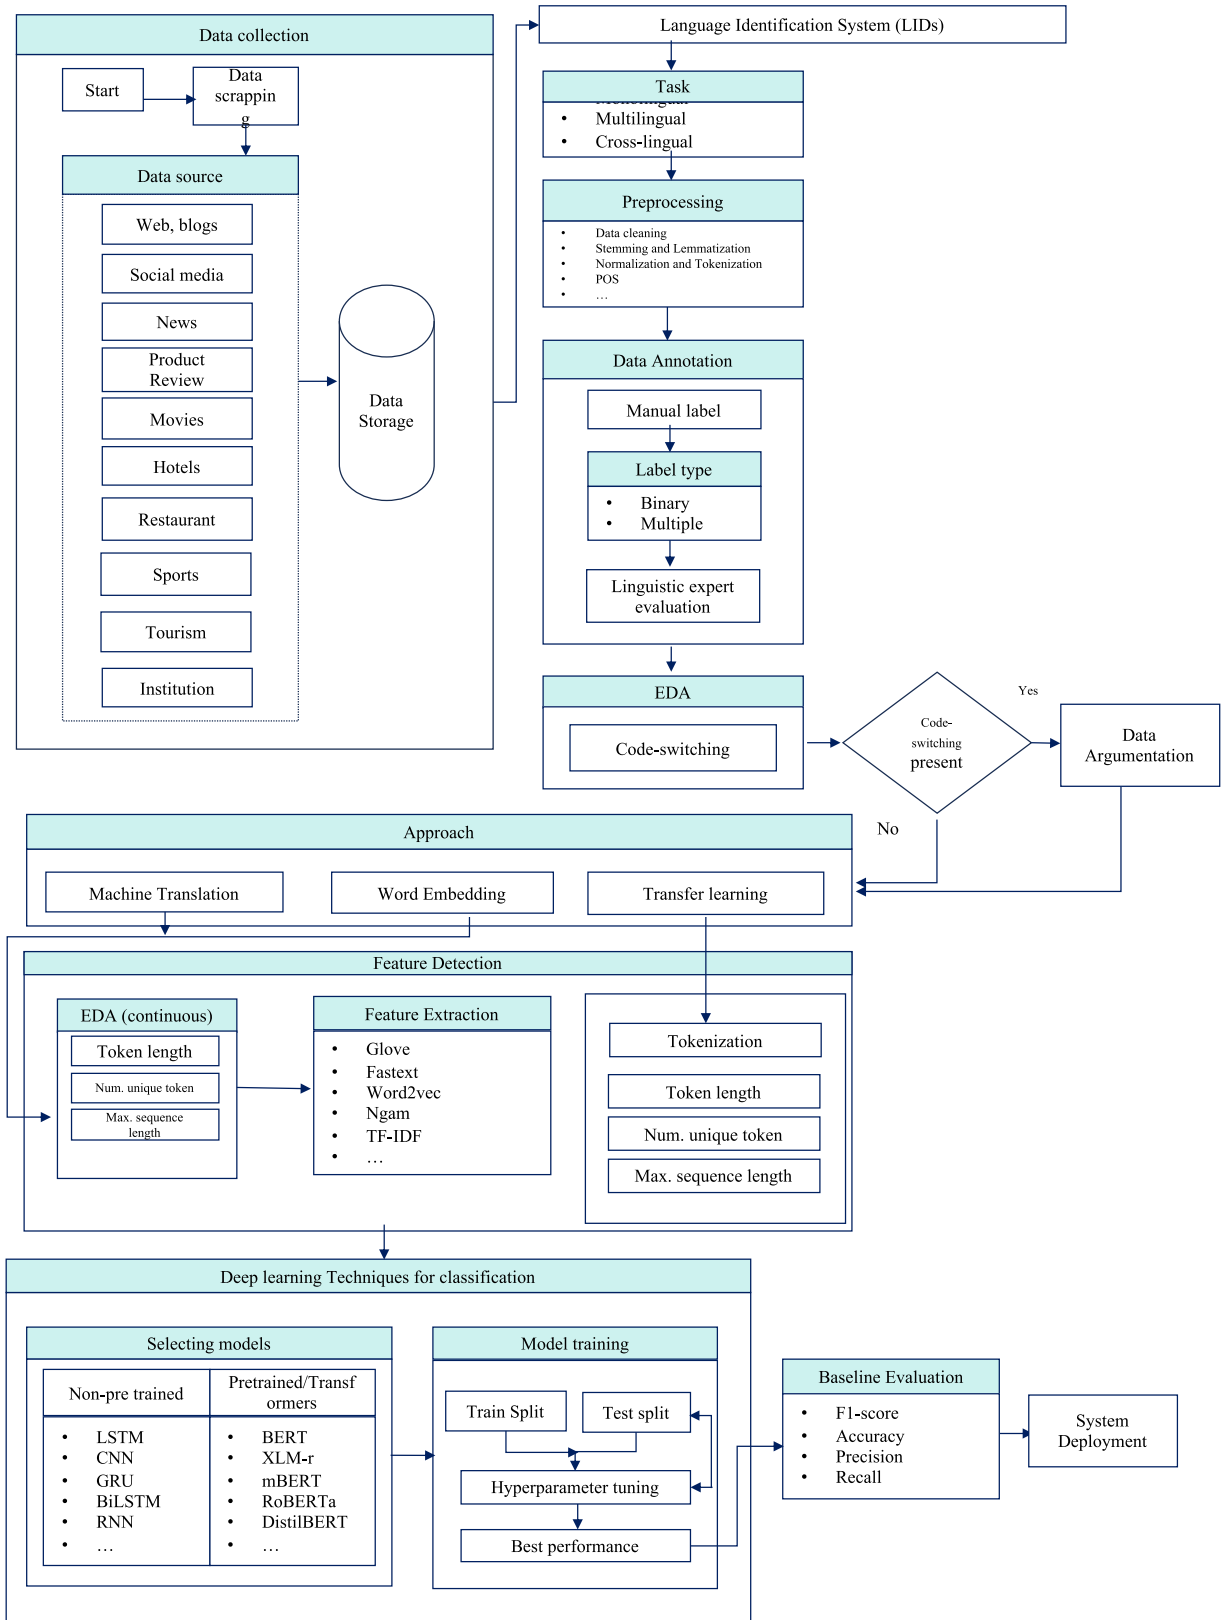 Data collection
Start
Data
scrappin
g
Data source
Web, blogs
Social media
News
Product
Review
Movies
Hotels
Restaurant
Sports
Tourism
Institution
Data
Storage
Language Identification System (LIDs)
Task
Monolingual
• Multilingual
• Cross-lingual
Preprocessing
• Data cleaning
• Stemming and Lemmatization
• Normalization and Tokenization
• POS
• …
Data Annotation
Manual label
Label type
• Binary
• Multiple
Linguistic expert
evaluation
EDA
Code-switching
Code-
switching
present
Yes
No
Data
Argumentation
Approach
Machine Translation
Word Embedding
Transfer learning
Feature Detection
EDA (continuous)
Token length
Num. unique token
Max. sequence
length
Feature Extraction
• Glove
• Fastext
• Word2vec
• Ngam
• TF-IDF
• …
Tokenization
Token length
Num. unique token
Max. sequence length
Deep learning Techniques for classification
Selecting models
Non-pre trained
• LSTM
• CNN
• GRU
• BiLSTM
• RNN
• …
Pretrained/Transf
ormers
• BERT
• XLM-r
• mBERT
• RoBERTa
• DistilBERT
• …
Model training
Train Split
Test split
Hyperparameter tuning
Best performance
Baseline Evaluation
• F1-score
• Accuracy
• Precision
• Recall
System
Deployment